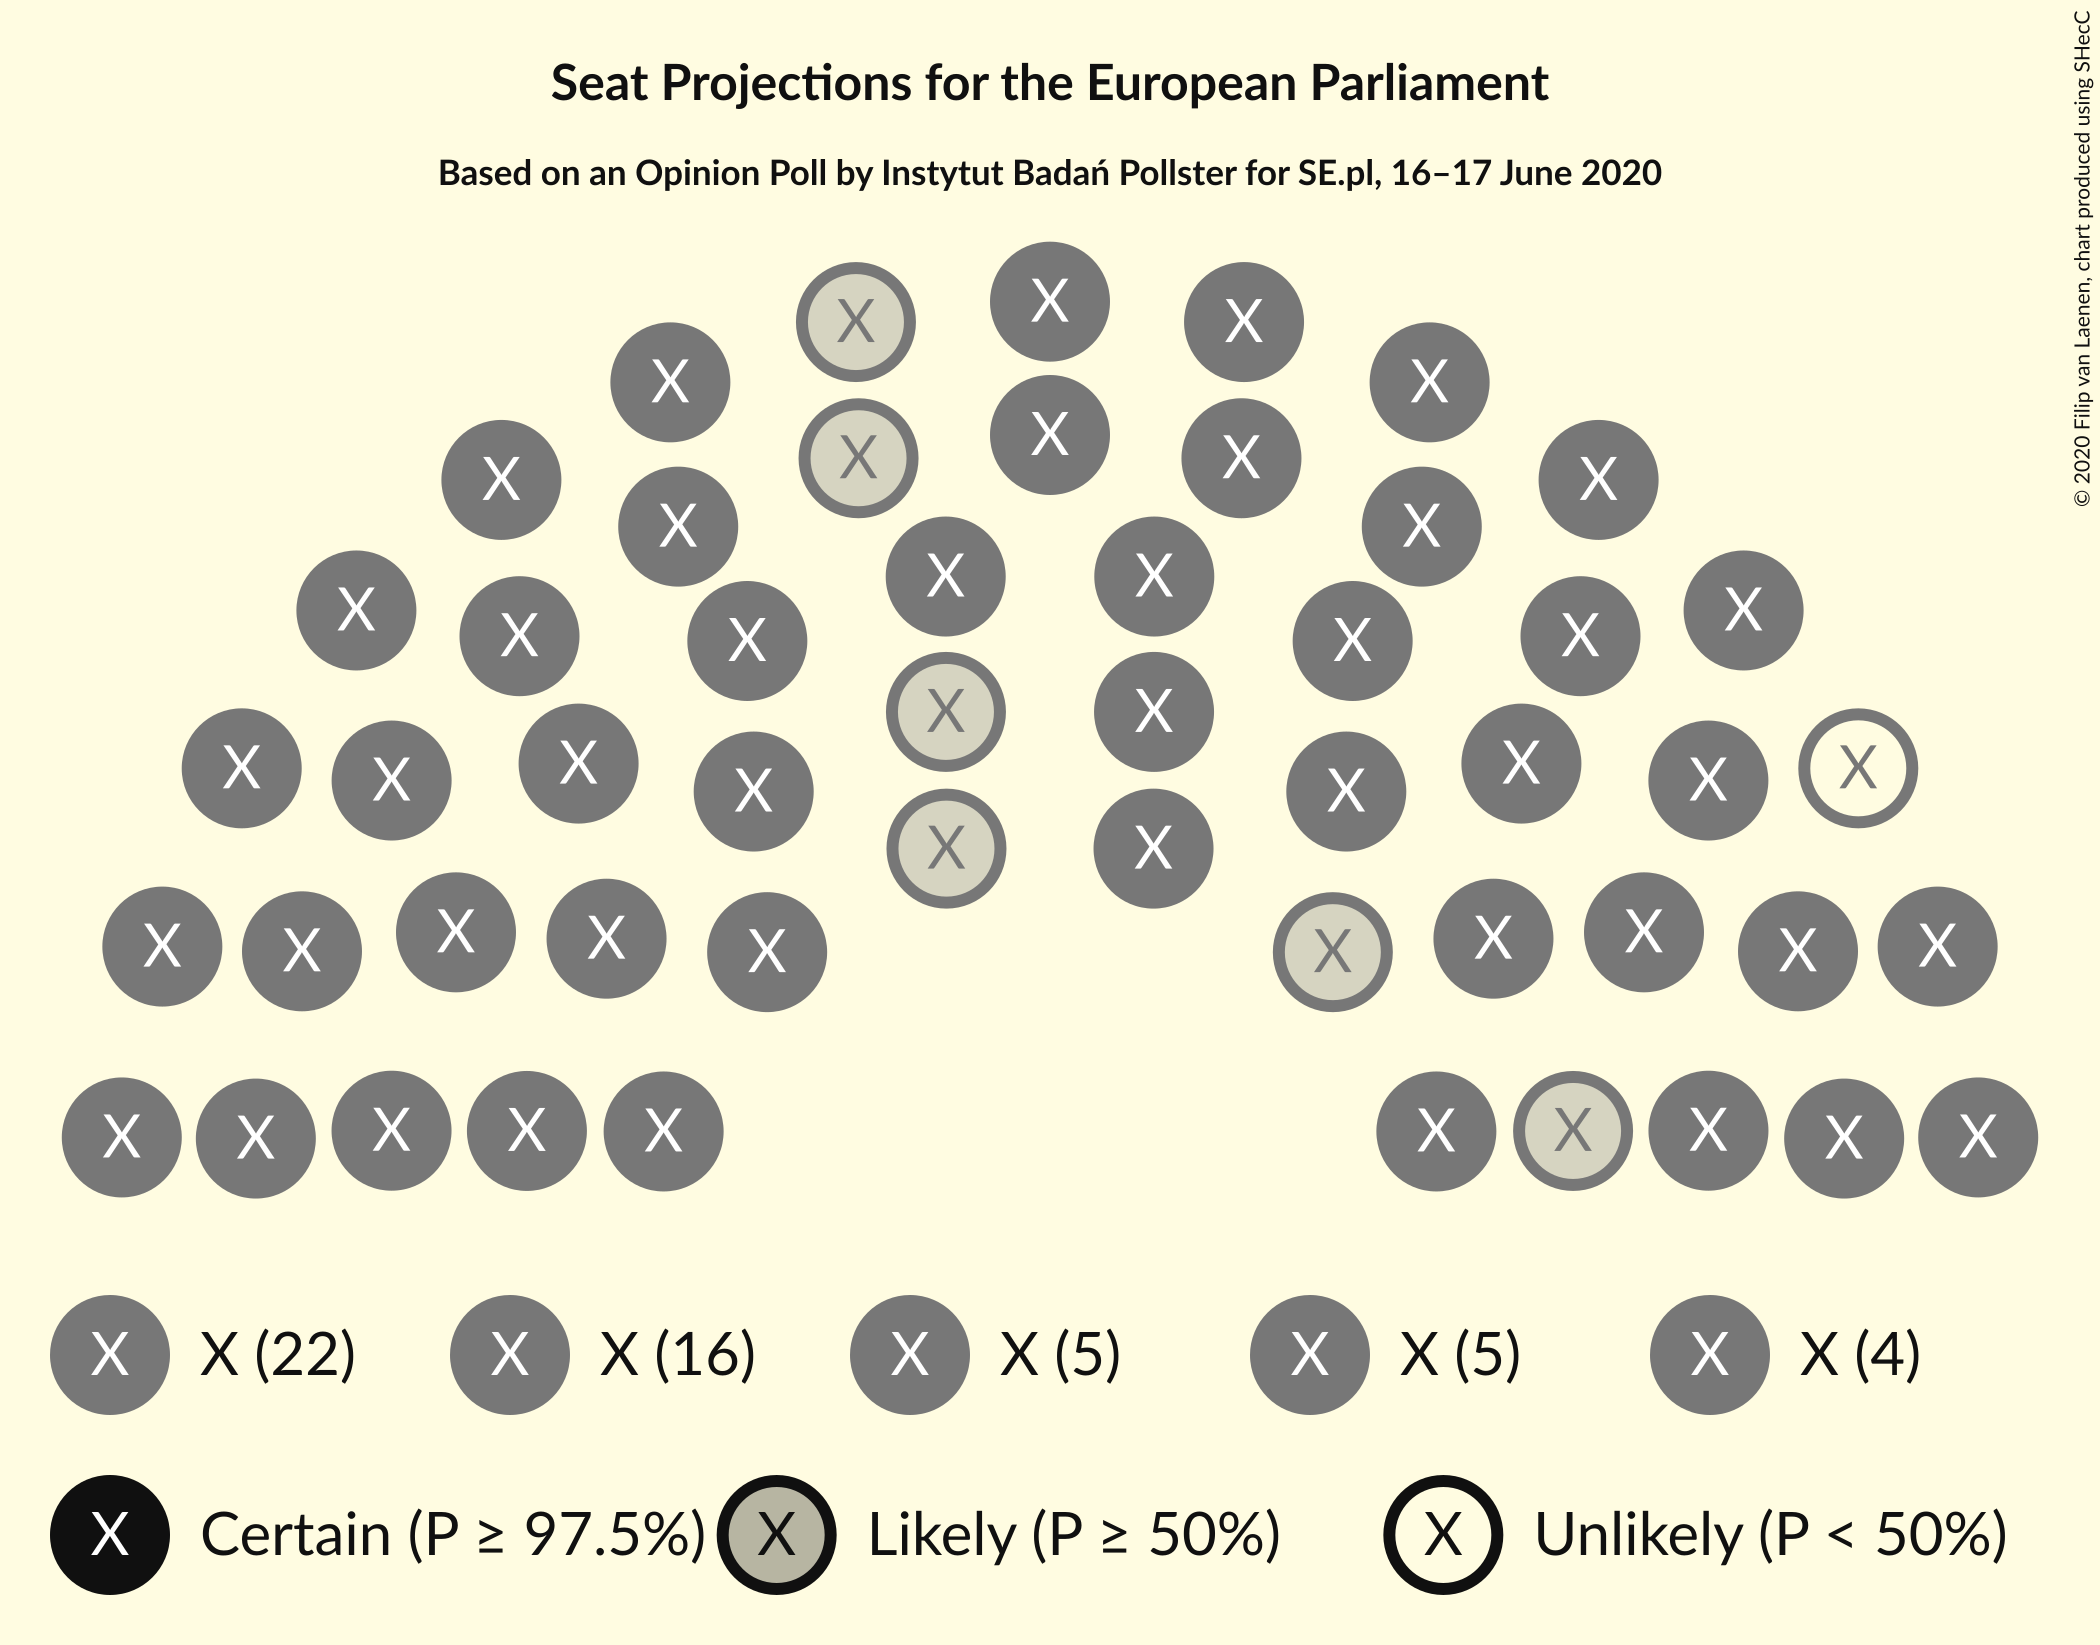 Seat Projections for the European Parliament
Based on an Opinion Poll by Instytut Badań Pollster for SE.pl, 16–17 June 2020
© 2020 Filip van Laenen, chart produced using SHecC
X X X
X X
X X X
X X
X X
X X
X X X X X X
X X
X X X X X X X X
X X
X X X X X X X X X X
X X X X X X X X X X
X X (22) X X (16) X X (5) X X (5) X X (4)
X Certain (P ≥ 97.5%) X Likely (P ≥ 50%) X Unlikely (P < 50%)